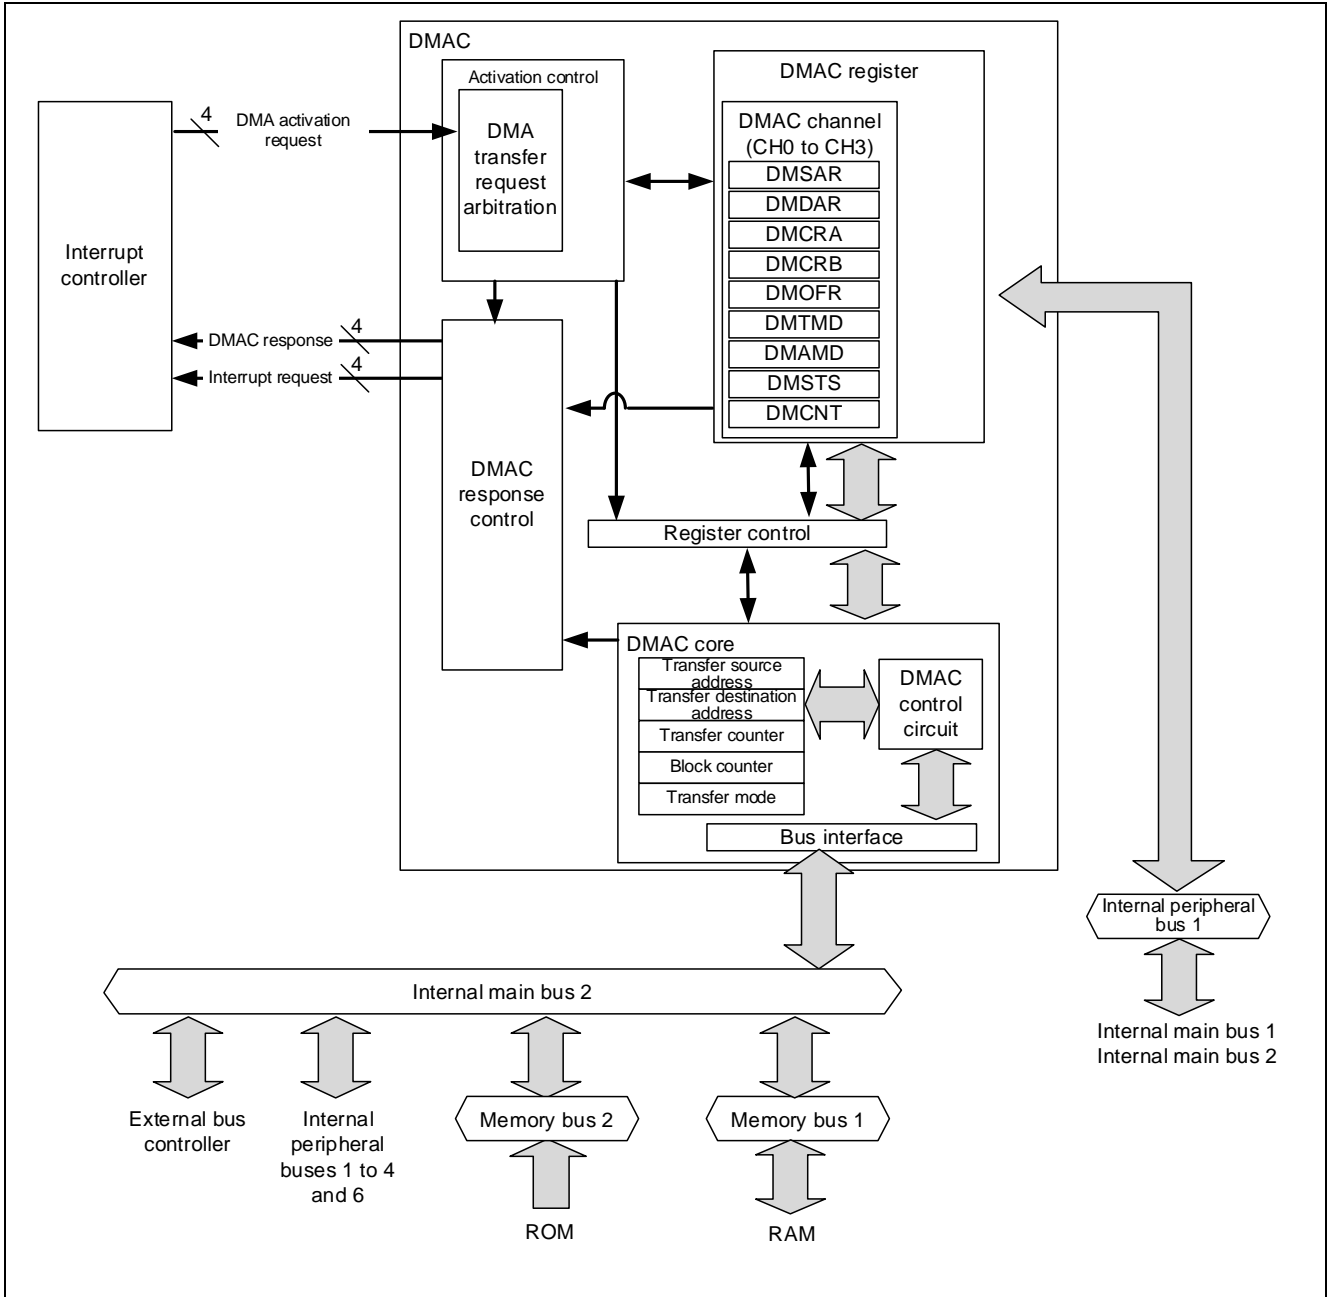 DMAC
Activation control
DMA
transfer
request
arbitration
DMAC register
DMAC channel
(CH0 to CH3)
DMSAR
DMDAR
DMCRA
DMCRB
DMOFR
DMTMD
DMAMD
DMSTS
DMCNT
4
DMA activation
request
Interrupt
controller
4
DMAC response
4
Interrupt request
DMAC
response
control
Register control
DMAC core
Transfer source
address
Transfer destination
address
Transfer counter
Block counter
Transfer mode
DMAC
control
circuit
Bus interface
Internal peripheral
bus 1
Internal main bus 1
Internal main bus 2
Internal main bus 2
External bus
controller
Internal
peripheral
buses 1 to 4
and 6
Memory bus 2
ROM
Memory bus 1
RAM